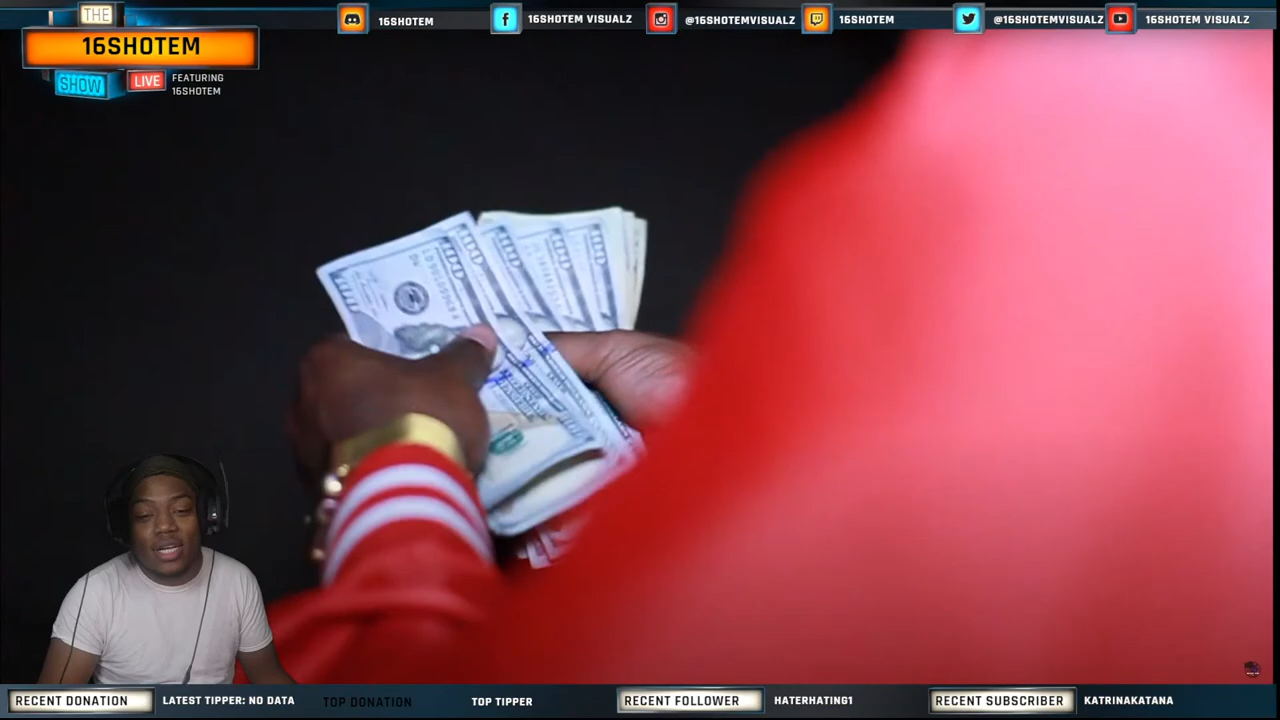 THE
16SHOTEM
SHOW
LIVE
FEATURING
16SHOTEM
16SHOTEM
16SHOTEM VISUALZ
@16SHOTEMVISUALZ
16SHOTEM
@16SHOTEMVISUALZ
16SHOTEM VISUALZ
100
RECENT DONATION
LATEST TIPPER: NO DATA
TOP DONATION
TOP TIPPER
RECENT FOLLOWER
HATERHATING1
RECENT SUBSCRIBER
KATRINAKATANA